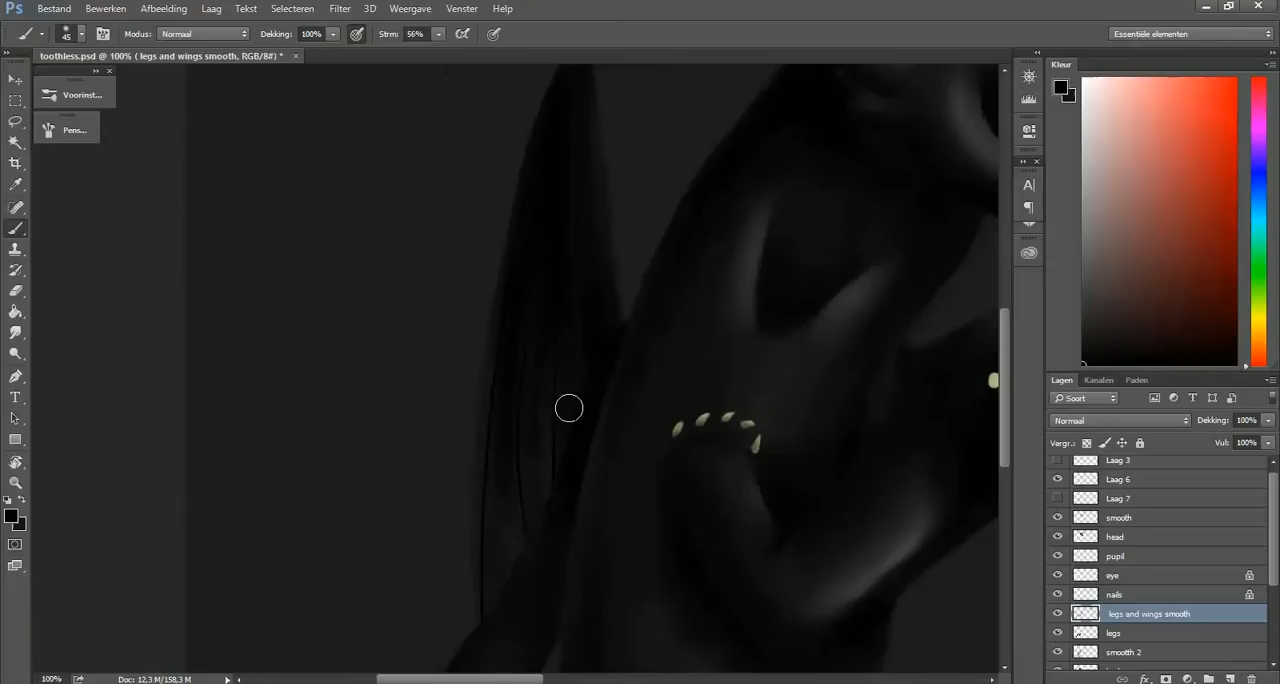 Ps Bestand Bewerken Afbeelding Laag Tekst Selecteren Filter 3D Weergave Venster Help
45 Modus: Normaal Dekking: 100% Strm: 56% Essentiële elementen
toothless.psd @ 100% ( legs and wings smooth, RGB/8#) * ×
Kleur
Voorinst...
Pens...
Lagen Kanalen Paden
Soort
Normaal Dekking: 100%
Vergr.: Vul: 100%
Laag 3
Laag 6
Laag 7
smooth
head
pupil
eye
nails
legs and wings smooth
legs
smootth 2
100% Doc: 12,3 M/158,3 M